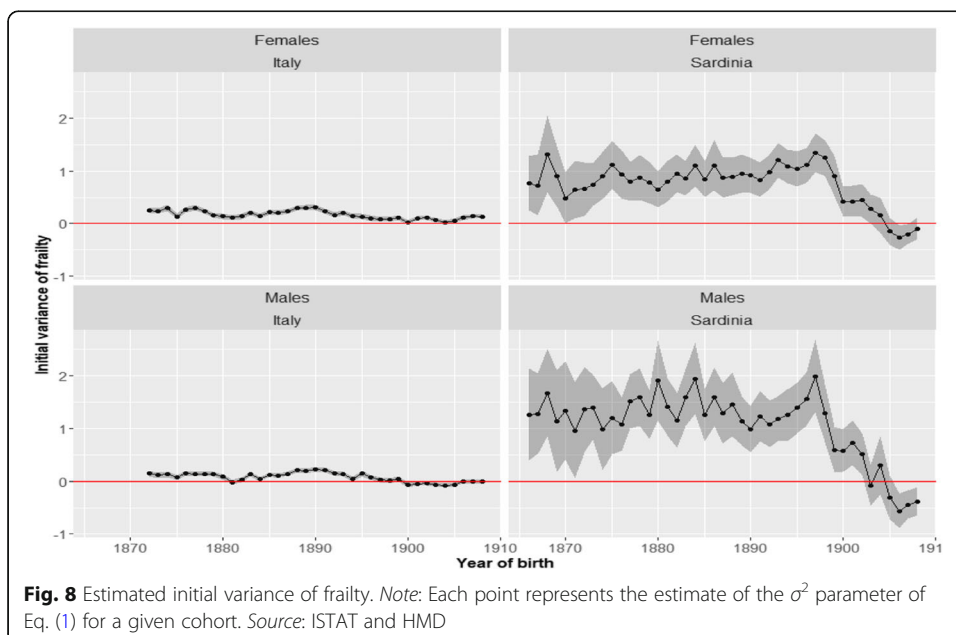 Females
Italy
Females
Sardinia
2
1
0
-1
Males
Italy
Males
Sardinia
2
1
0
-1
Initial variance of frailty
1870 1880 1890 1900 1910 1870 1880 1890 1900 191
Year of birth
Fig. 8 Estimated initial variance of frailty. Note: Each point represents the estimate of the σ² parameter of
Eq. (1) for a given cohort. Source: ISTAT and HMD